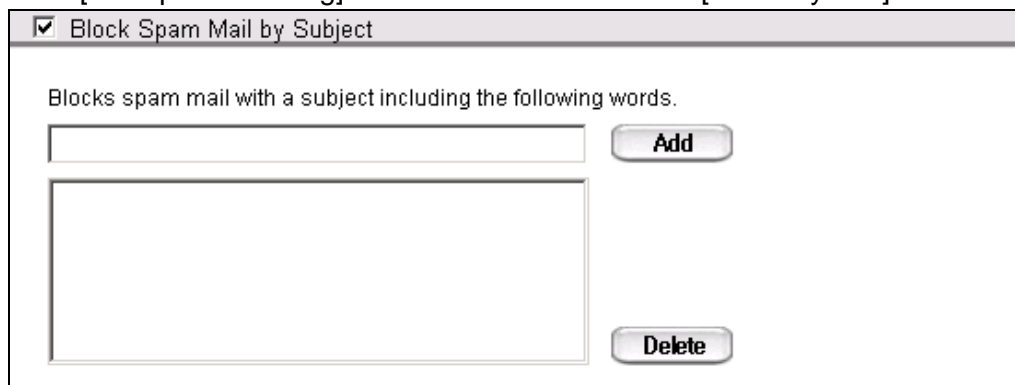 Block Spam Mail by Subject
Blocks spam mail with a subject including the following words.
Add
Delete